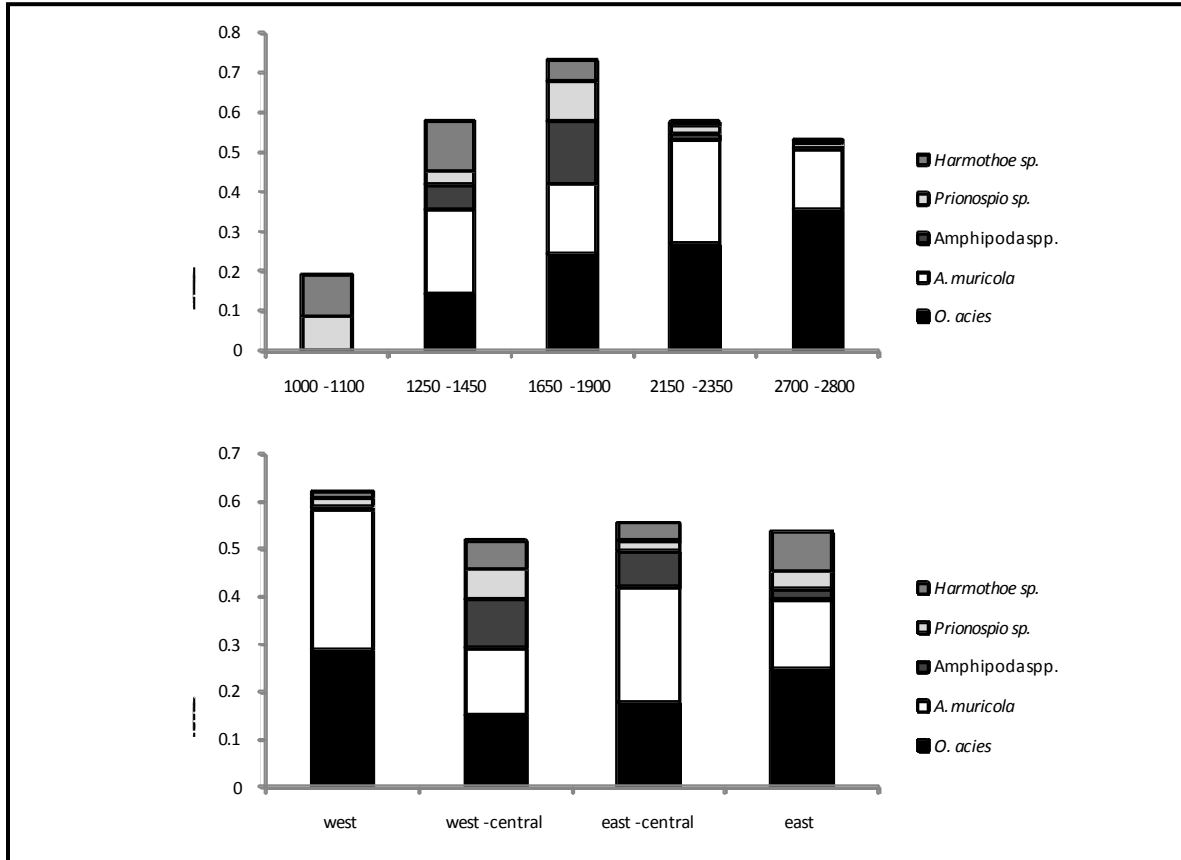 0.8
0.7
0.6
0.5
0.4
0.3
0.2
0.1
0
1000 -1100 1250 -1450 1650 -1900 2150 -2350 2700 -2800
Harmothoe sp.
Prionospio sp.
Amphipodaspp.
A. muricola
O. acies
0.7
0.6
0.5
0.4
0.3
0.2
0.1
0
west west -central east -central east
Harmothoe sp.
Prionospio sp.
Amphipodaspp.
A. muricola
O. acies